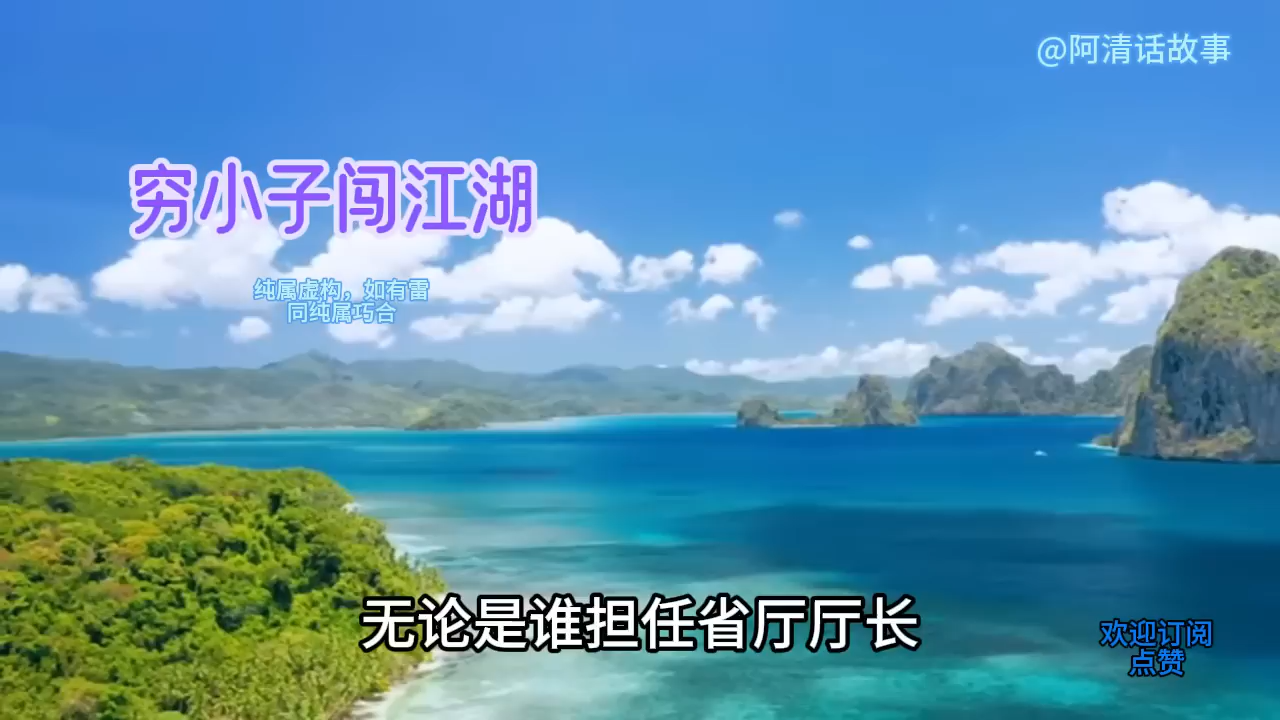 @阿清话故事
穷小子闯江湖
纯属虚构，如有雷
同纯属巧合
无论是谁担任省厅厅长
欢迎订阅
点赞